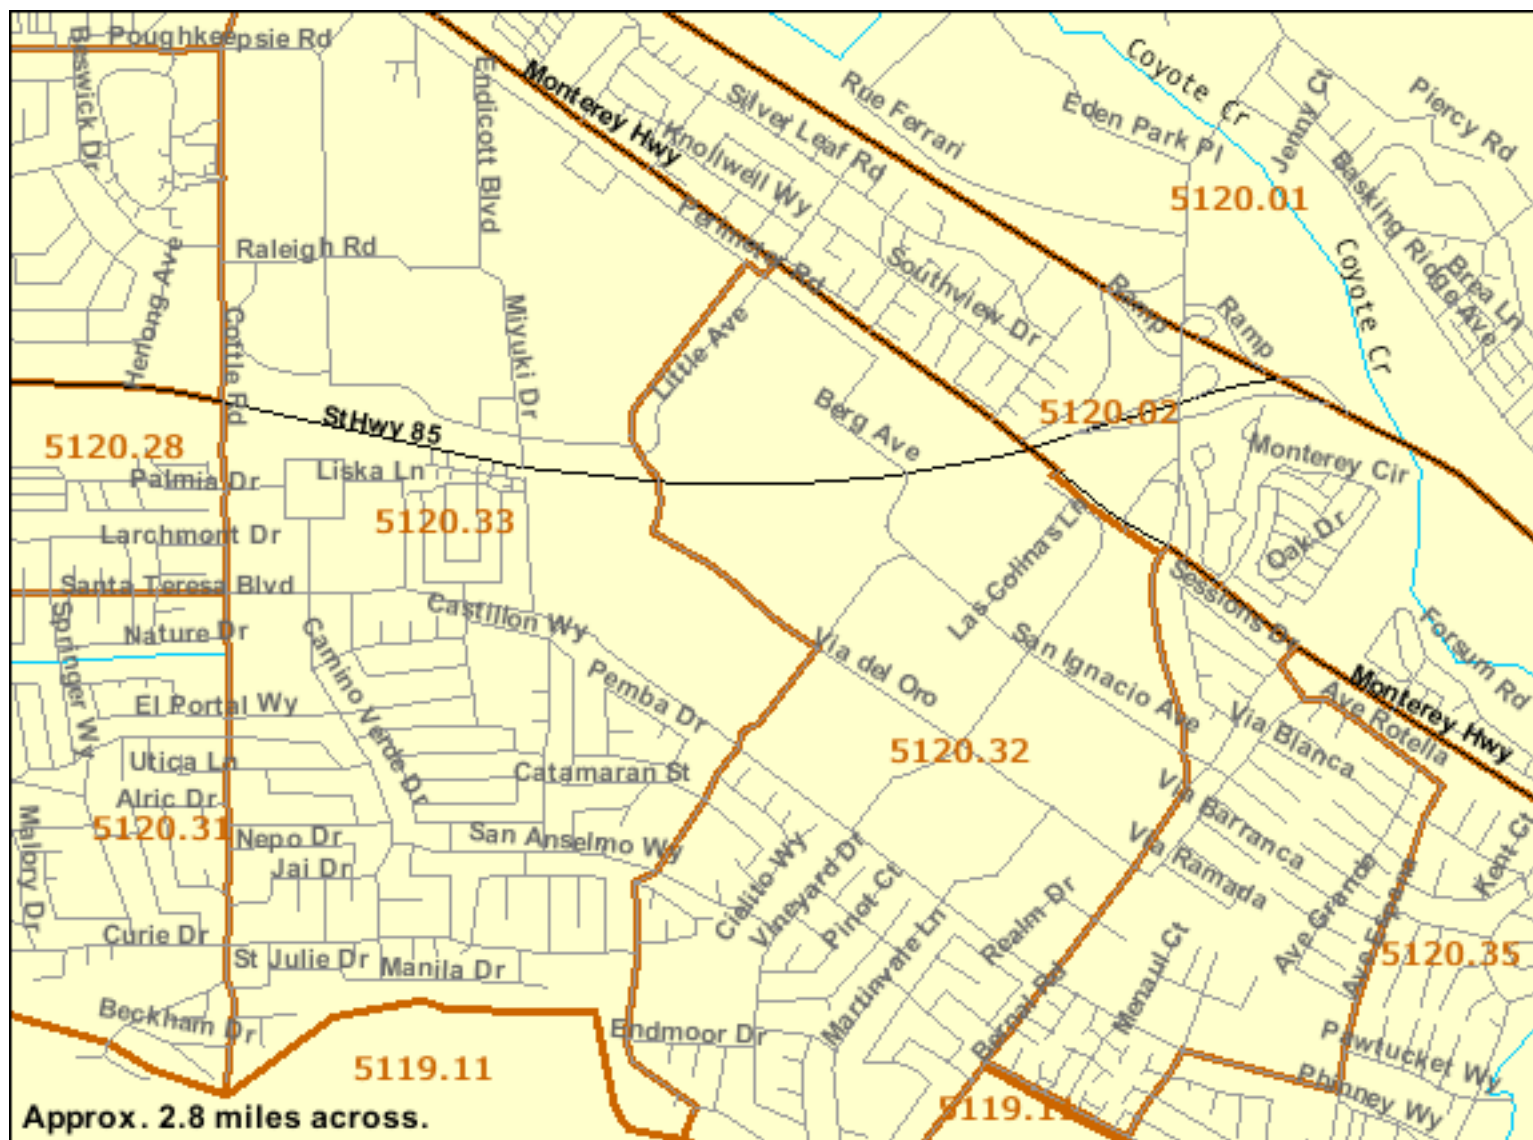 Poughkeepsie Rd
Beswick Dr
Endicott Blvd
Monterey Hwy
Silver Leaf Rd
Knollwell Wy
Rue Ferrari
Eden Park Pl
Coyote Cr
Jenny Ct
Piercy Rd
5120.01
Basking Ridge Ave
Brea Ln
Coyote Cr
Perimeter Rd
Southview Dr
Ramp
Ramp
Raleigh Rd
Herlong Ave
Cottle Rd
Miyuki Dr
Little Ave
Berg Ave
5120.02
StHwy 85
5120.28
Palmia Dr
Liska Ln
5120.33
Monterey Cir
Oak Dr
Larchmont Dr
Santa Teresa Blvd
Las Colinas Ln
Sessions Dr
Springer Wy
Nature Dr
Castillon Wy
Camino Verde Dr
Pemba Dr
Via del Oro
San Ignacio Ave
Forsum Rd
Monterey Hwy
Ave Rotella
El Portal Wy
Via Blanca
5120.32
Utica Ln
Catamaran St
Via Barranca
Alric Dr
5120.31
Malory Dr
Nepo Dr
San Anselmo Wy
Jai Dr
Cielito Wy
Vineyard Dr
Pinot Ct
Via Ramada
Kent Ct
Ave Grande
Ave Espana
Realm Dr
Martinvale Ln
Menaul Ct
5120.35
Curie Dr
St Julie Dr
Manila Dr
Beckham Dr
Endmoor Dr
Bernal Rd
Pawtucket Wy
Phinney Wy
5119.11
5119.11
Approx. 2.8 miles across.